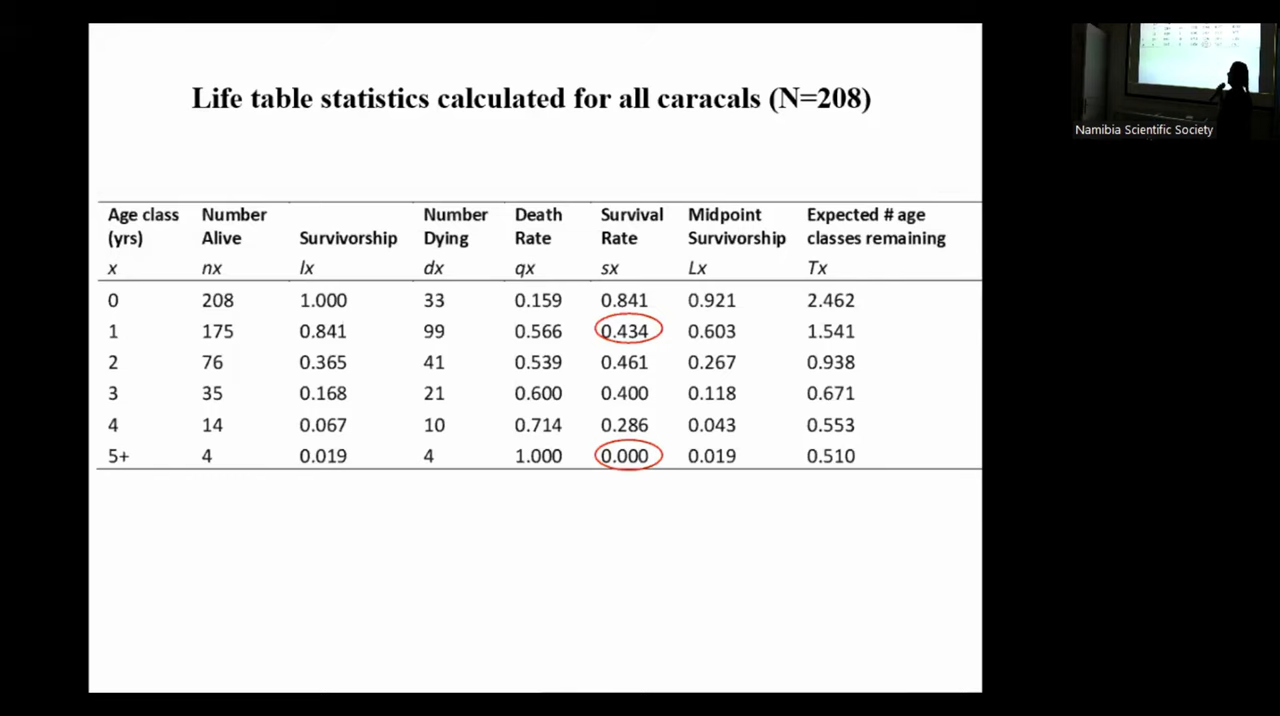 Life table statistics calculated for all caracals (N=208)
Namibia Scientific Society
Age class (yrs) Number Alive Survivorship Number Dying Death Rate Survival Rate Midpoint Survivorship Expected # age classes remaining
x nx lx dx qx sx Lx Tx
0 208 1.000 33 0.159 0.841 0.921 2.462
1 175 0.841 99 0.566 0.434 0.603 1.541
2 76 0.365 41 0.539 0.461 0.267 0.938
3 35 0.168 21 0.600 0.400 0.118 0.671
4 14 0.067 10 0.714 0.286 0.043 0.553
5+ 4 0.019 4 1.000 0.000 0.019 0.510